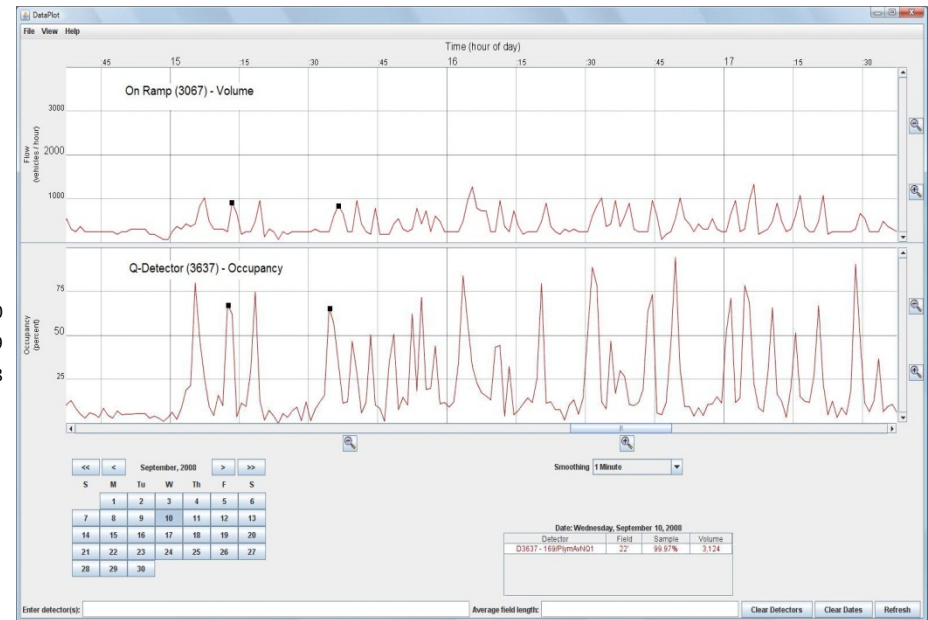 DataPlot
File View Help
Time (hour of day)
:45 15 :15 :30 :45 16 :15 :30 :45 17 :15 :30
On Ramp (3067) - Volume
3000
2000
1000
Flow
(vehicles / hour)
Q-Detector (3637) - Occupancy
75
50
25
Occupancy
(percent)
<< < September, 2008 > >>
Smoothing 1 Minute
S M Tu W Th F S
1 2 3 4 5 6
7 8 9 10 11 12 13
14 15 16 17 18 19 20
21 22 23 24 25 26 27
28 29 30
Date: Wednesday, September 10, 2008
Detector Field Sample Volume
D3637 - 169/PlymAvNQ1 22' 99.97% 3,124
Enter detector(s): Average field length: Clear Detectors Clear Dates Refresh